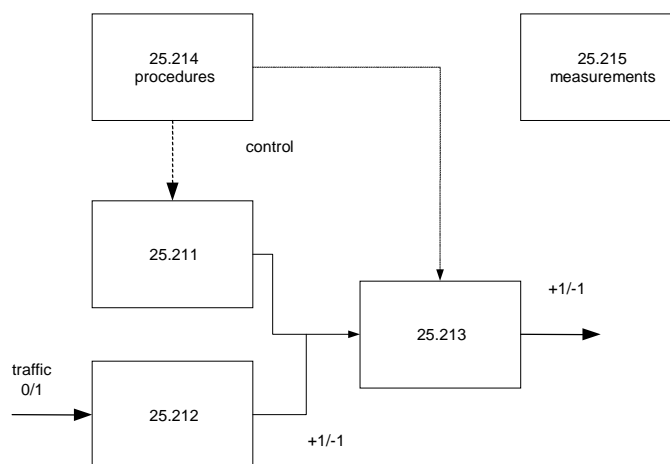 25.214
procedures
25.215
measurements
control
25.211
+1/-1
25.213
traffic
0/1
25.212
+1/-1